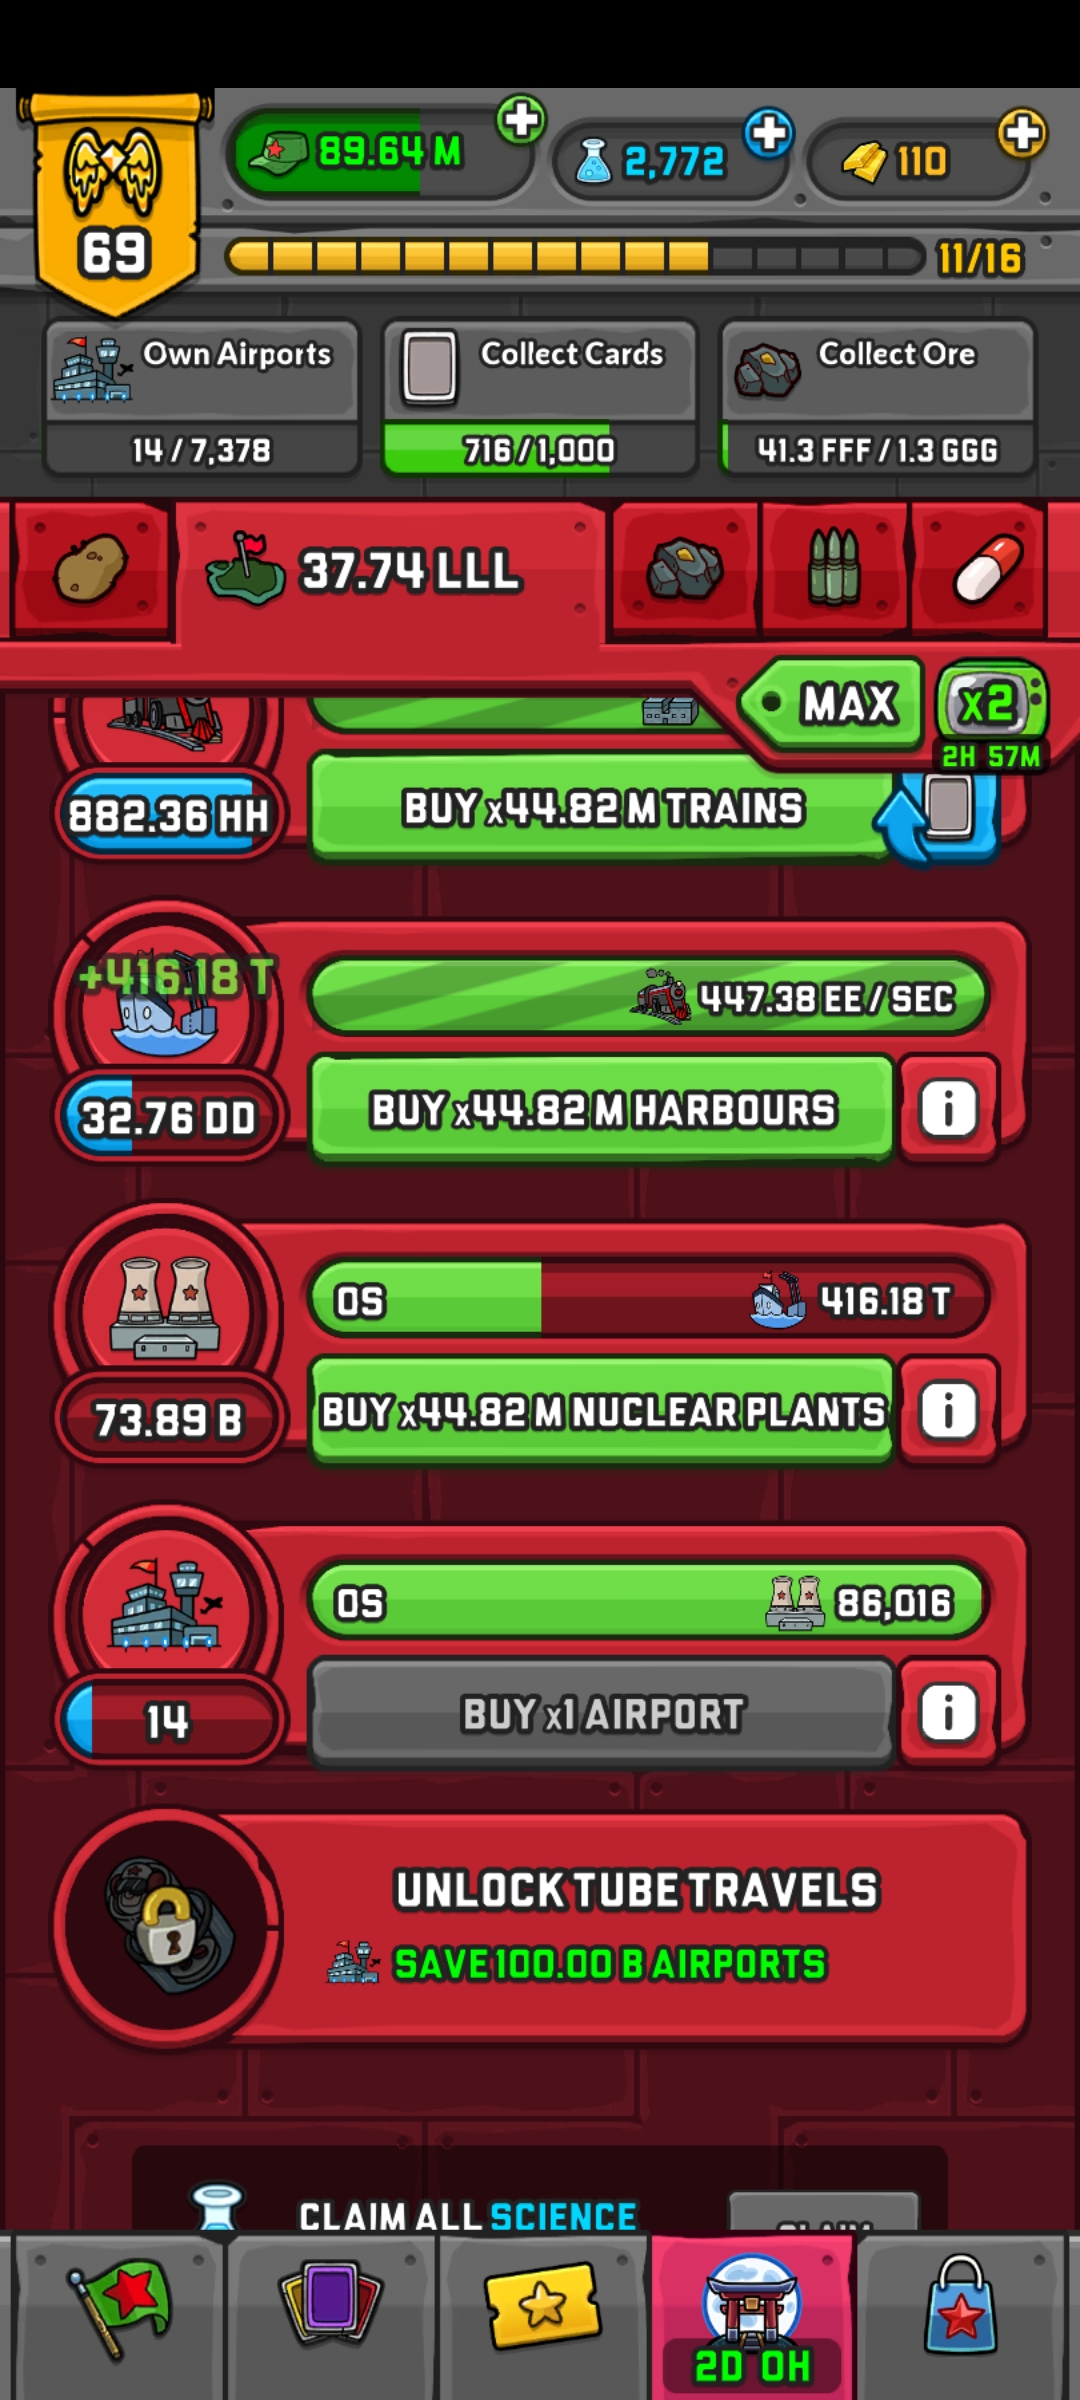 69
89.64 M
2,772
110
11/16
Own Airports
14 / 7,378
Collect Cards
716 / 1,000
Collect Ore
41.3 FFF / 1.3 GGG
37.74 LLL
MAX
x2
2H 57M
882.36 HH
BUY x44.82 M TRAINS
+416.18 T
447.38 EE / SEC
32.76 DD
BUY x44.82 M HARBOURS
i
0S
416.18 T
73.89 B
BUY x44.82 M NUCLEAR PLANTS
i
0S
86,016
14
BUY x1 AIRPORT
i
UNLOCK TUBE TRAVELS
SAVE 100.00 B AIRPORTS
CLAIM ALL SCIENCE
CLAIM
2D 0H